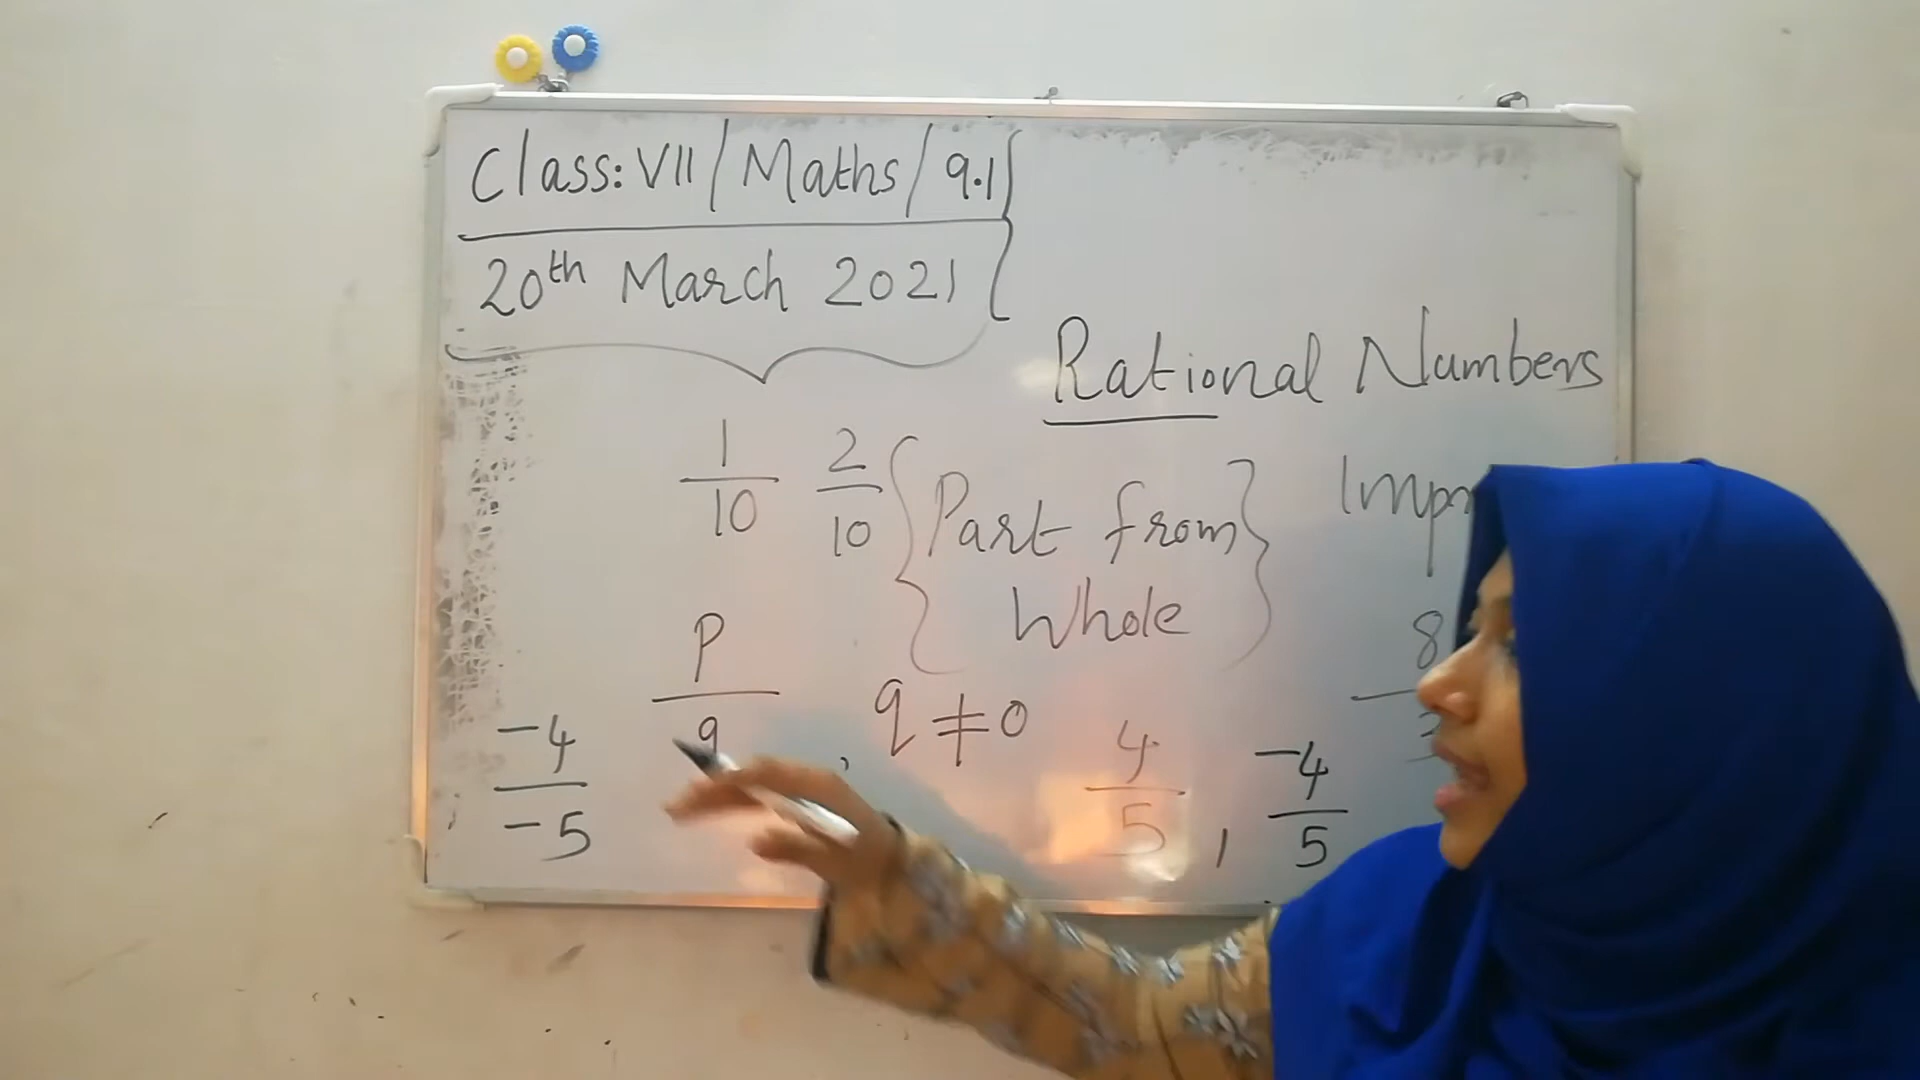 Class: VII / Maths / 9.1
20th March 2021
Rational Numbers
1/10 2/10 { Part from Whole }
p/q , q ≠ 0
8
-4/-5
4/5 , -4/5